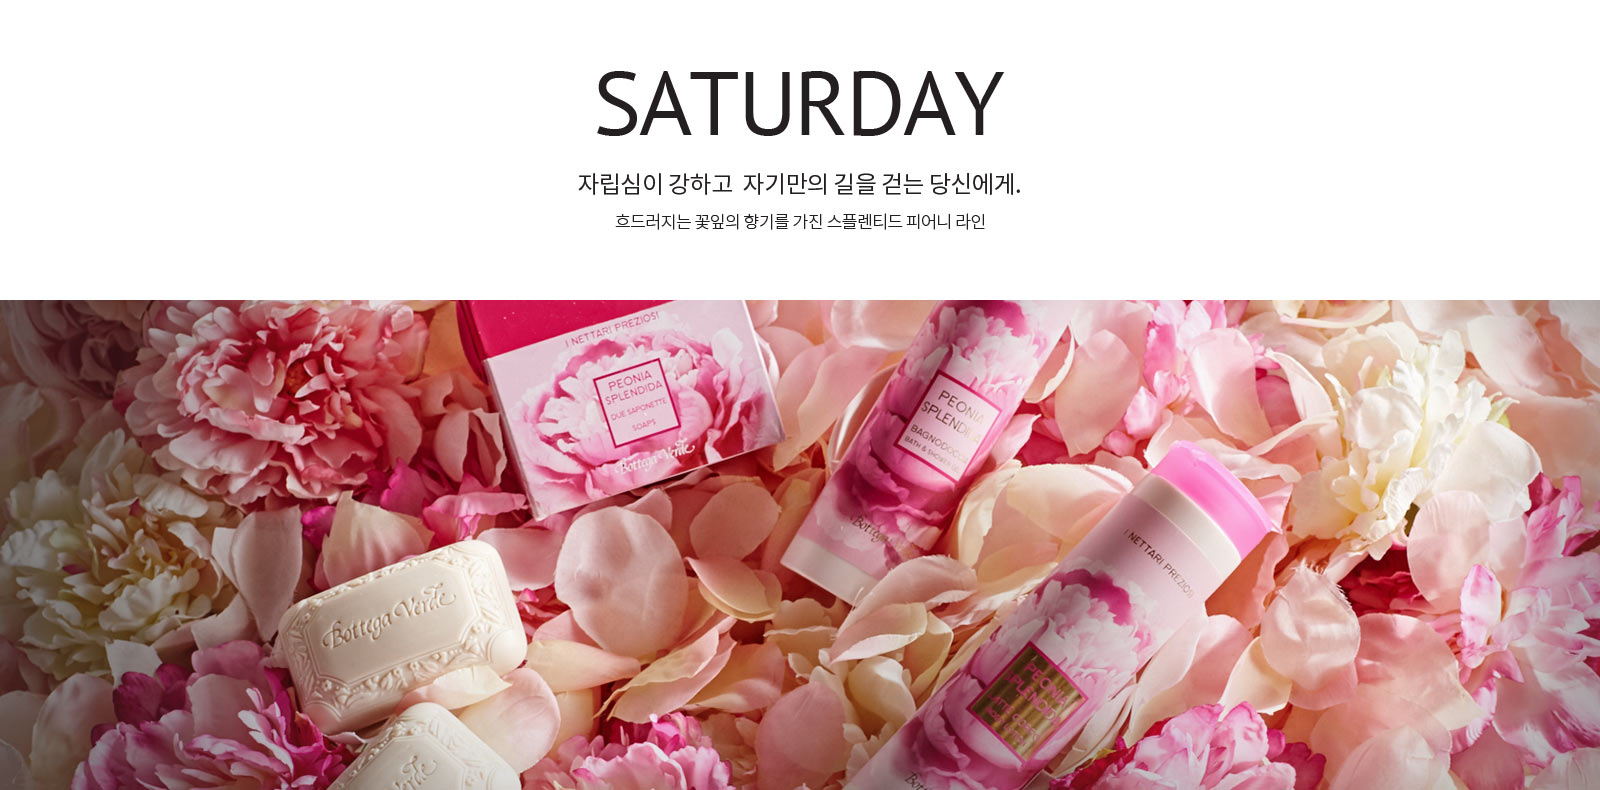 SATURDAY
자립심이 강하고 자기만의 길을 걷는 당신에게.
흐드러지는 꽃잎의 향기를 가진 스플렌티드 피어니 라인
I NETTARI PREZIOSI
PEONIA
SPLENDIDA
DUE SAPONETTE
SOAPS
Bottega Verde
PEONIA
BATH & SHOWER
Bottega
I NETTARI PREZIOSI
PEONIA
Bottega Verde